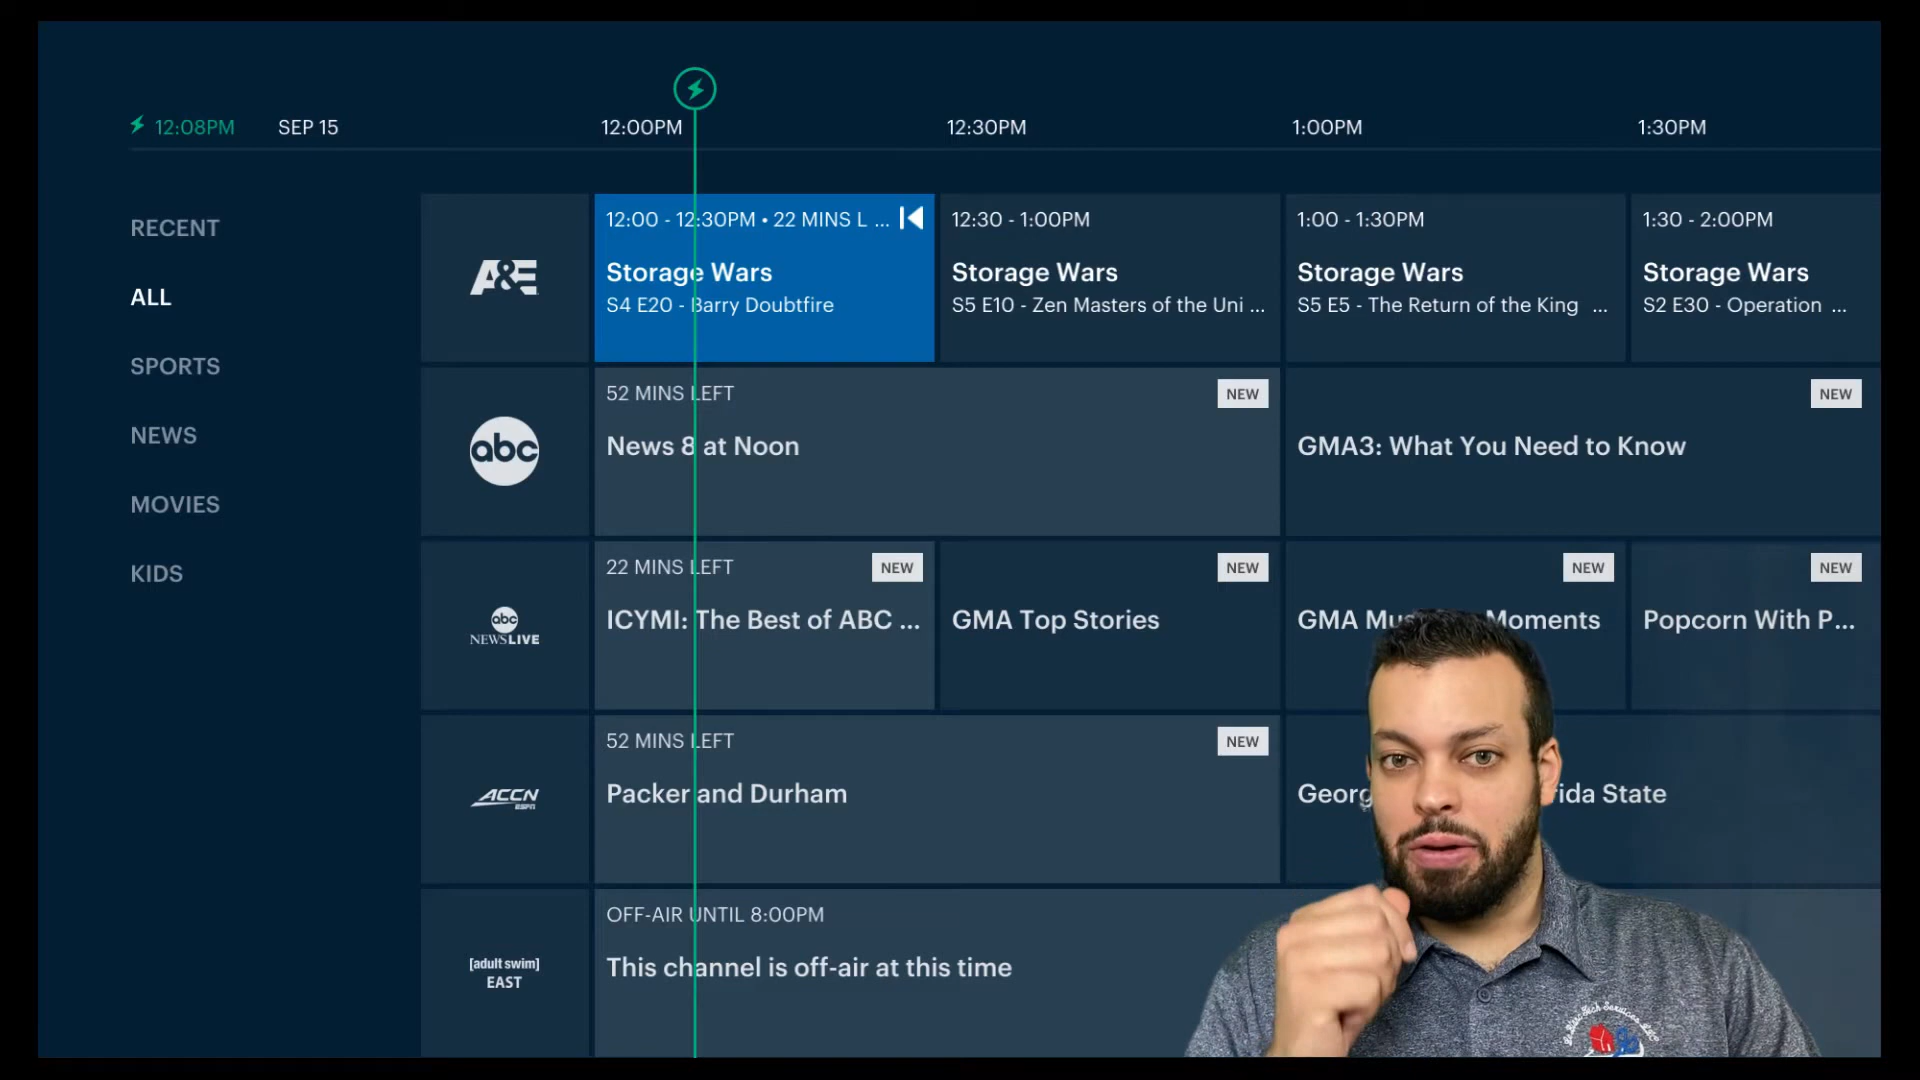 12:08PM SEP 15 12:00PM 12:30PM 1:00PM 1:30PM
RECENT
ALL
SPORTS
NEWS
MOVIES
KIDS
A&E
12:00 - 12:30PM • 22 MINS L ...
Storage Wars
S4 E20 - Barry Doubtfire
12:30 - 1:00PM
Storage Wars
S5 E10 - Zen Masters of the Uni ...
1:00 - 1:30PM
Storage Wars
S5 E5 - The Return of the King ...
1:30 - 2:00PM
Storage Wars
S2 E30 - Operation ...
abc
52 MINS LEFT
NEW
News 8 at Noon
NEW
GMA3: What You Need to Know
abc
NEWS LIVE
22 MINS LEFT
NEW
ICYMI: The Best of ABC ...
NEW
GMA Top Stories
NEW
GMA Moments
NEW
Popcorn With P...
ACCN
ESPN
52 MINS LEFT
NEW
Packer and Durham
State
[adult swim]
EAST
OFF-AIR UNTIL 8:00PM
This channel is off-air at this time